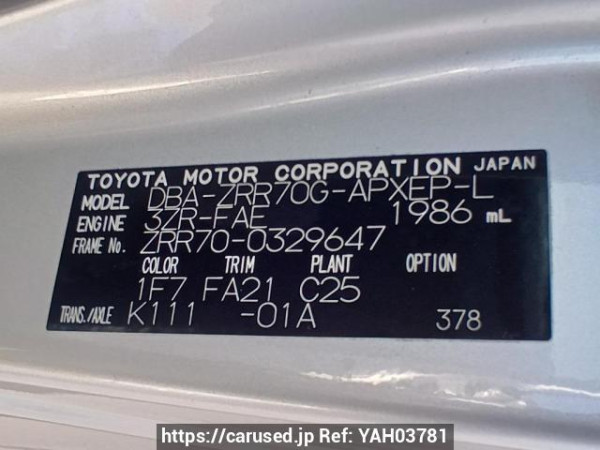 TOYOTA MOTOR CORPORATION JAPAN
MODEL DBA-ZRR70G-APXEP-L
ENGINE 3ZR-FAE 1986 mL
FRAME No. ZRR70-0329647
COLOR TRIM PLANT OPTION
1F7 FA21 C25
TRANS./AXLE K111 -01A 378
https://carused.jp Ref: YAH03781